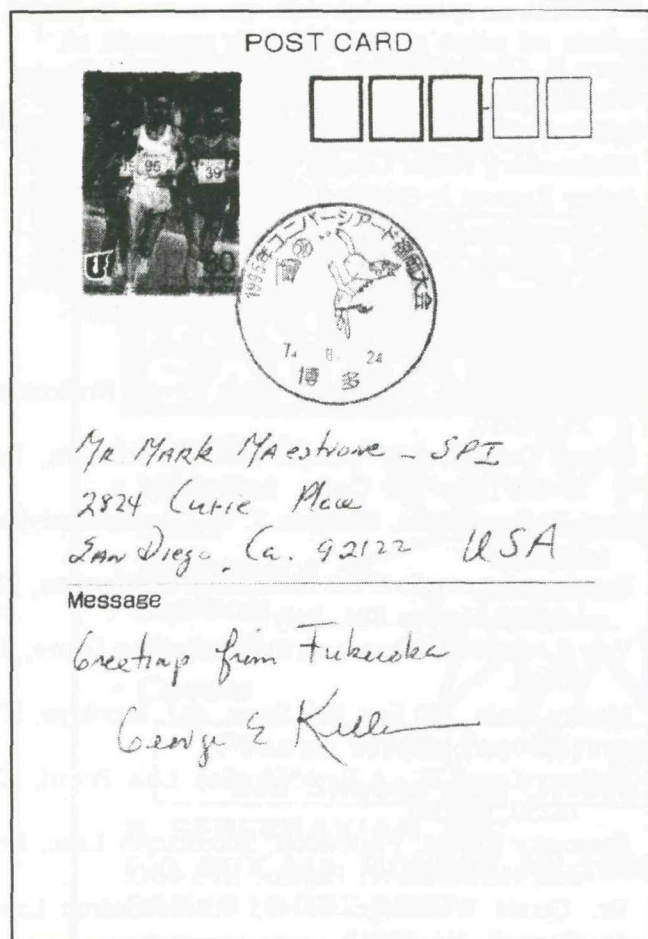 POST CARD
96
39
80
1995年ユニバーシアード福岡大会
7. 8. 24
博多
Mr Mark Maestrone - SPI
2824 Curie Place
San Diego, Ca. 92122 USA
Message
Greetings from Fukuoka
George E Killian